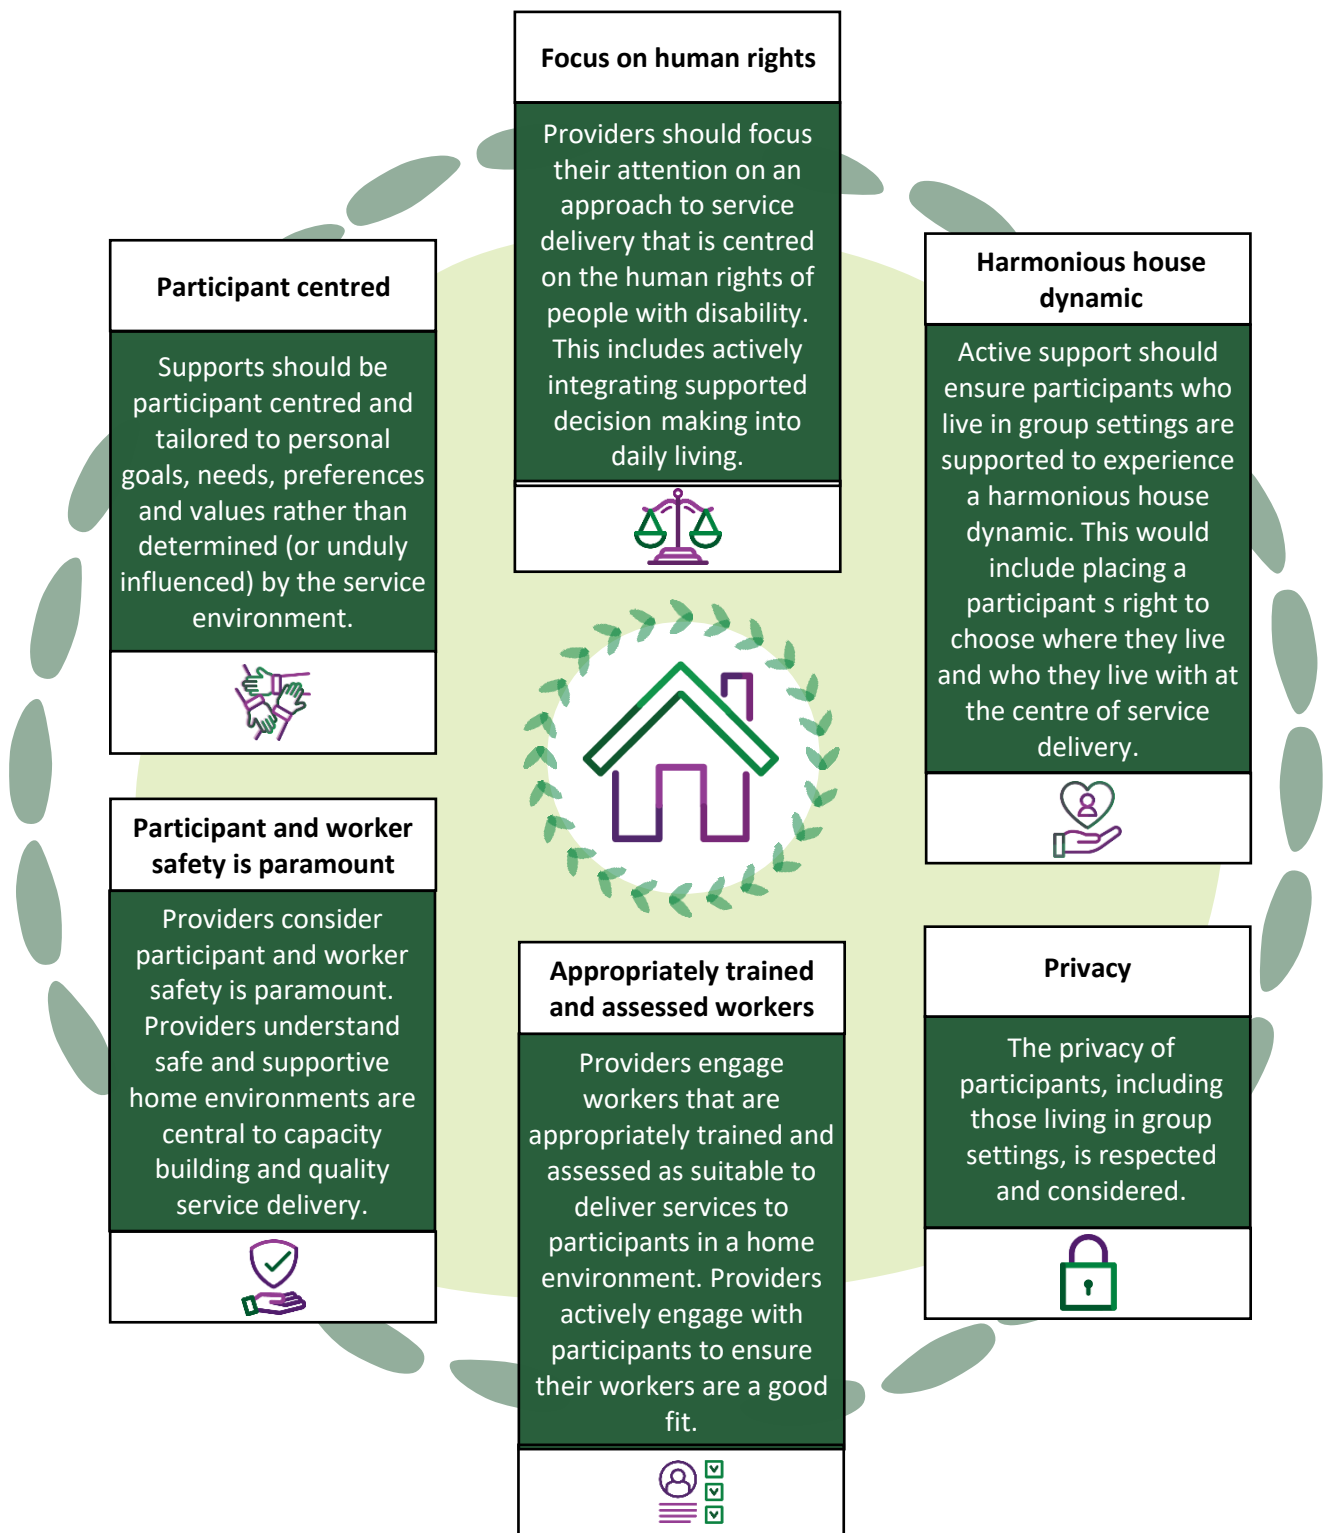 Focus on human rights
Providers should focus
their attention on an
approach to service
delivery that is centred
on the human rights of
people with disability.
This includes actively
integrating supported
decision making into
daily living.
Participant centred
Supports should be
participant centred and
tailored to personal
goals, needs, preferences
and values rather than
determined (or unduly
influenced) by the service
environment.
Harmonious house
dynamic
Active support should
ensure participants who
live in group settings are
supported to experience
a harmonious house
dynamic. This would
include placing a
participant s right to
choose where they live
and who they live with at
the centre of service
delivery.
Participant and worker
safety is paramount
Providers consider
participant and worker
safety is paramount.
Providers understand
safe and supportive
home environments are
central to capacity
building and quality
service delivery.
Appropriately trained
and assessed workers
Providers engage
workers that are
appropriately trained and
assessed as suitable to
deliver services to
participants in a home
environment. Providers
actively engage with
participants to ensure
their workers are a good
fit.
Privacy
The privacy of
participants, including
those living in group
settings, is respected
and considered.